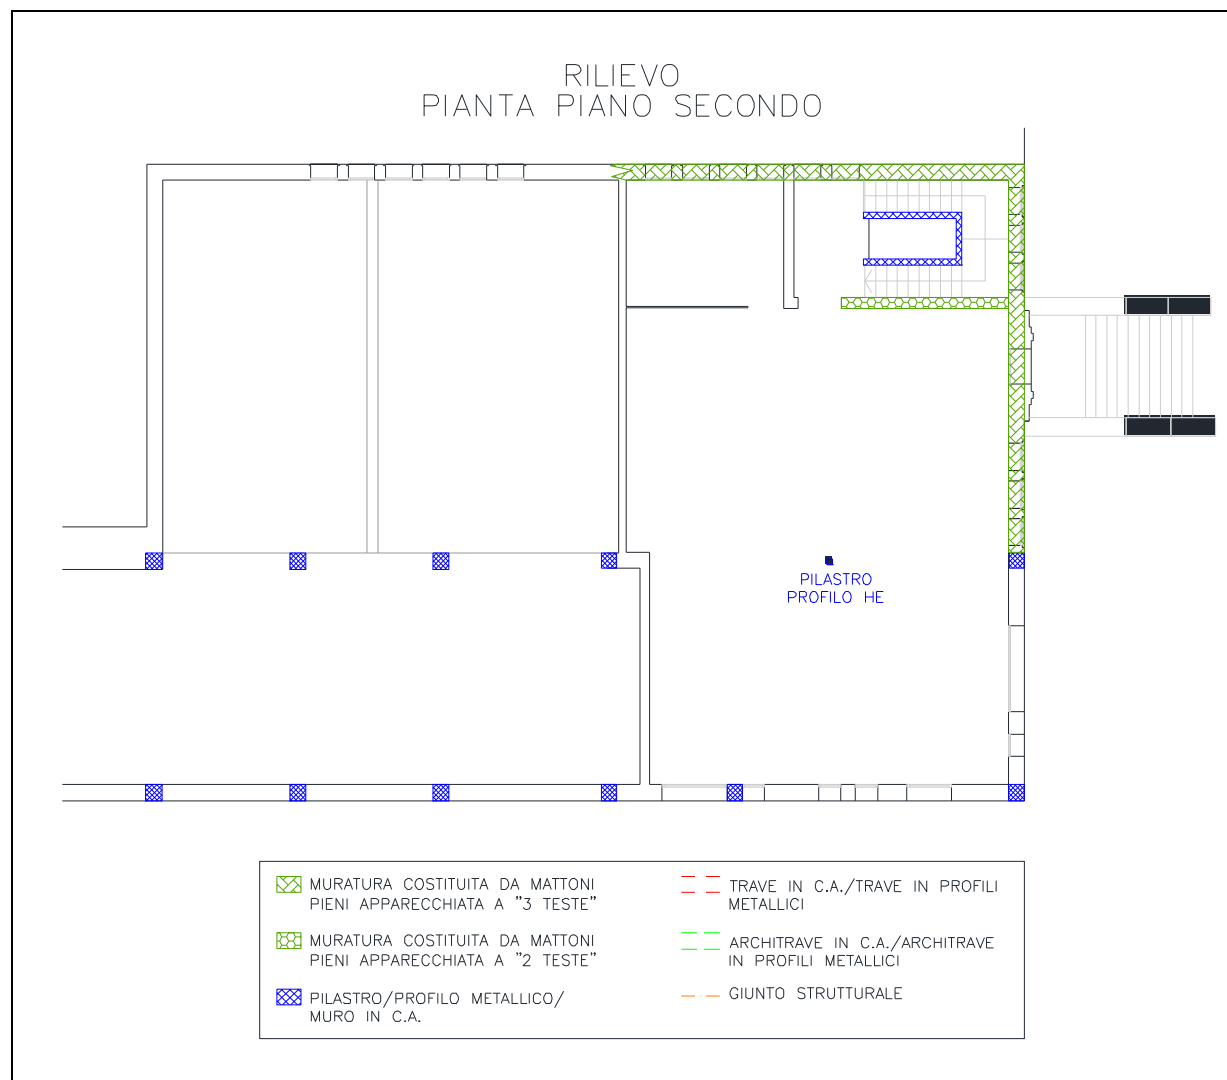 RILIEVO
PIANTA PIANO SECONDO
PILASTRO
PROFILO HE
MURATURA COSTITUITA DA MATTONI
PIENI APPARECCHIATA A "3 TESTE"
MURATURA COSTITUITA DA MATTONI
PIENI APPARECCHIATA A "2 TESTE"
PILASTRO/PROFILO METALLICO/
MURO IN C.A.
TRAVE IN C.A./TRAVE IN PROFILI
METALLICI
ARCHITRAVE IN C.A./ARCHITRAVE
IN PROFILI METALLICI
GIUNTO STRUTTURALE